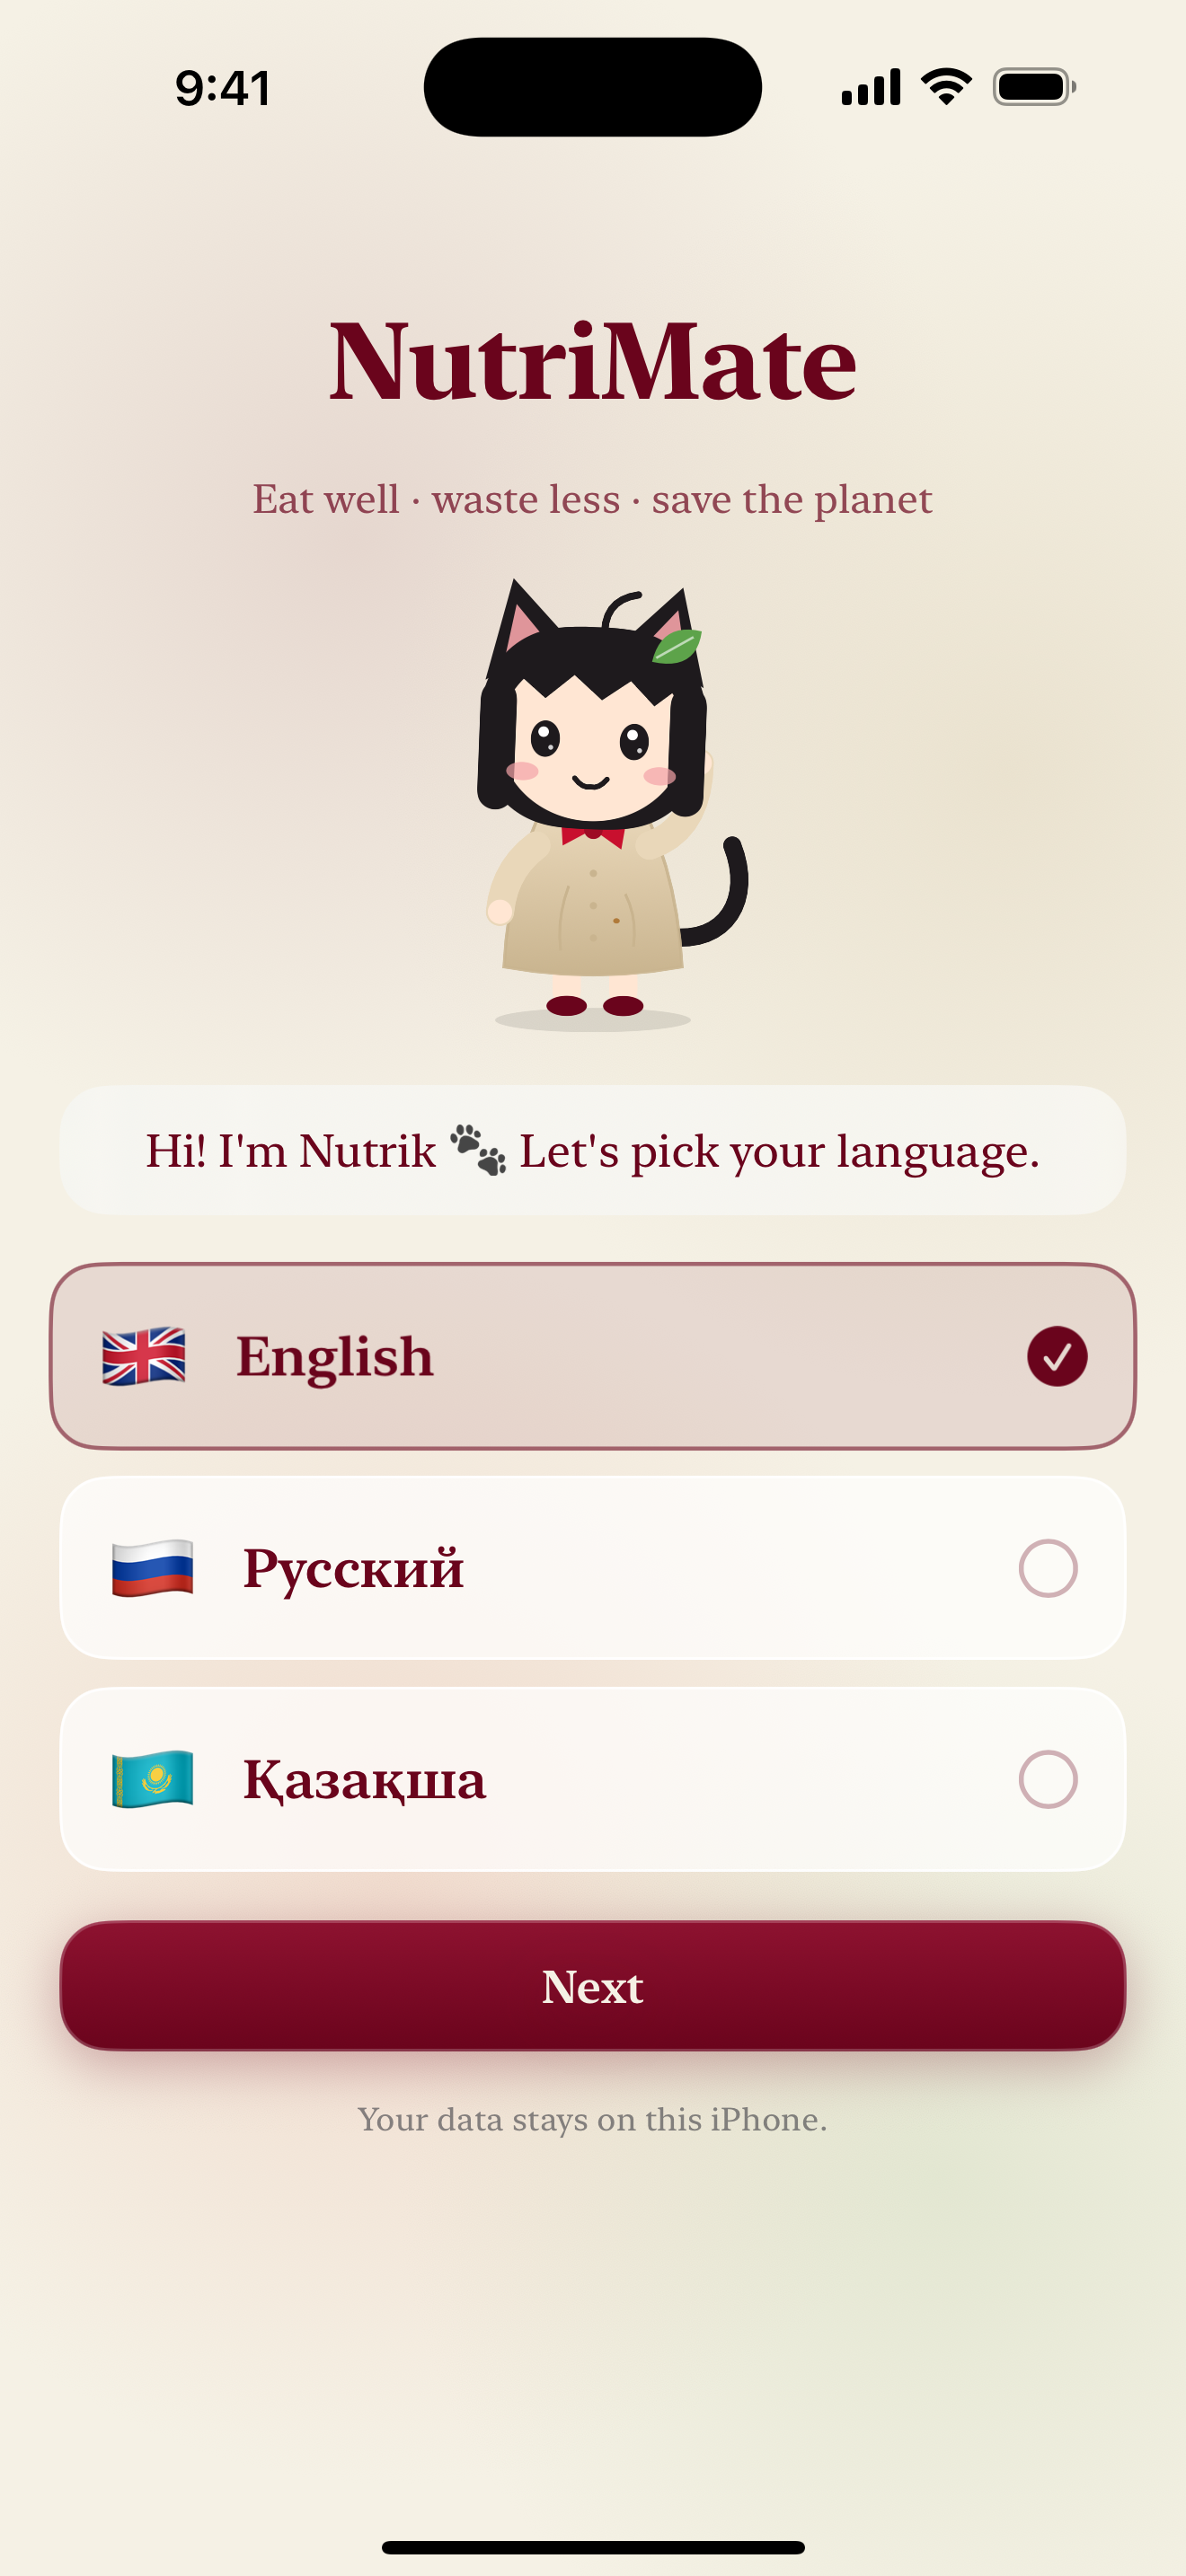 9:41
NutriMate
Eat well · waste less · save the planet
Hi! I'm Nutrik 🐾 Let's pick your language.
English
Русский
Қазақша
Next
Your data stays on this iPhone.